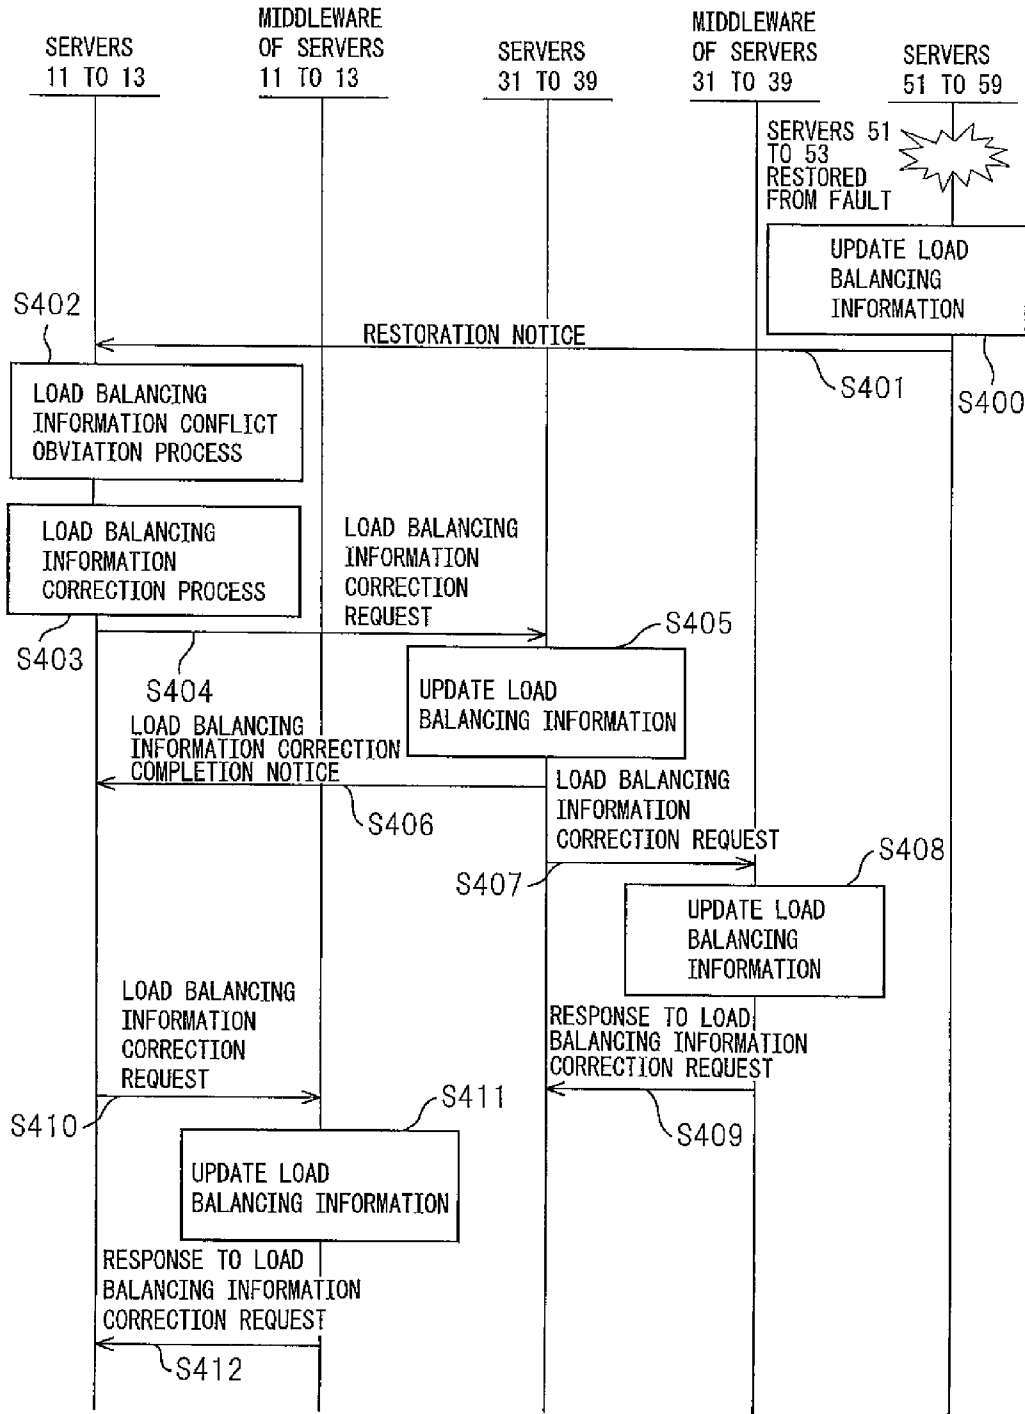 SERVERS
11 TO 13
MIDDLEWARE
OF SERVERS
11 TO 13
SERVERS
31 TO 39
MIDDLEWARE
OF SERVERS
31 TO 39
SERVERS
51 TO 59
SERVERS 51
TO 53
RESTORED
FROM FAULT
UPDATE LOAD
BALANCING
INFORMATION
S400
RESTORATION NOTICE
S401
S402
LOAD BALANCING
INFORMATION CONFLICT
OBVIATION PROCESS
LOAD BALANCING
INFORMATION
CORRECTION PROCESS
S403
LOAD BALANCING
INFORMATION
CORRECTION
REQUEST
S404
S405
UPDATE LOAD
BALANCING INFORMATION
LOAD BALANCING
INFORMATION CORRECTION
COMPLETION NOTICE
S406
LOAD BALANCING
INFORMATION
CORRECTION REQUEST
S407
S408
UPDATE LOAD
BALANCING
INFORMATION
RESPONSE TO LOAD
BALANCING INFORMATION
CORRECTION REQUEST
S409
LOAD BALANCING
INFORMATION
CORRECTION
REQUEST
S410
S411
UPDATE LOAD
BALANCING INFORMATION
RESPONSE TO LOAD
BALANCING INFORMATION
CORRECTION REQUEST
S412